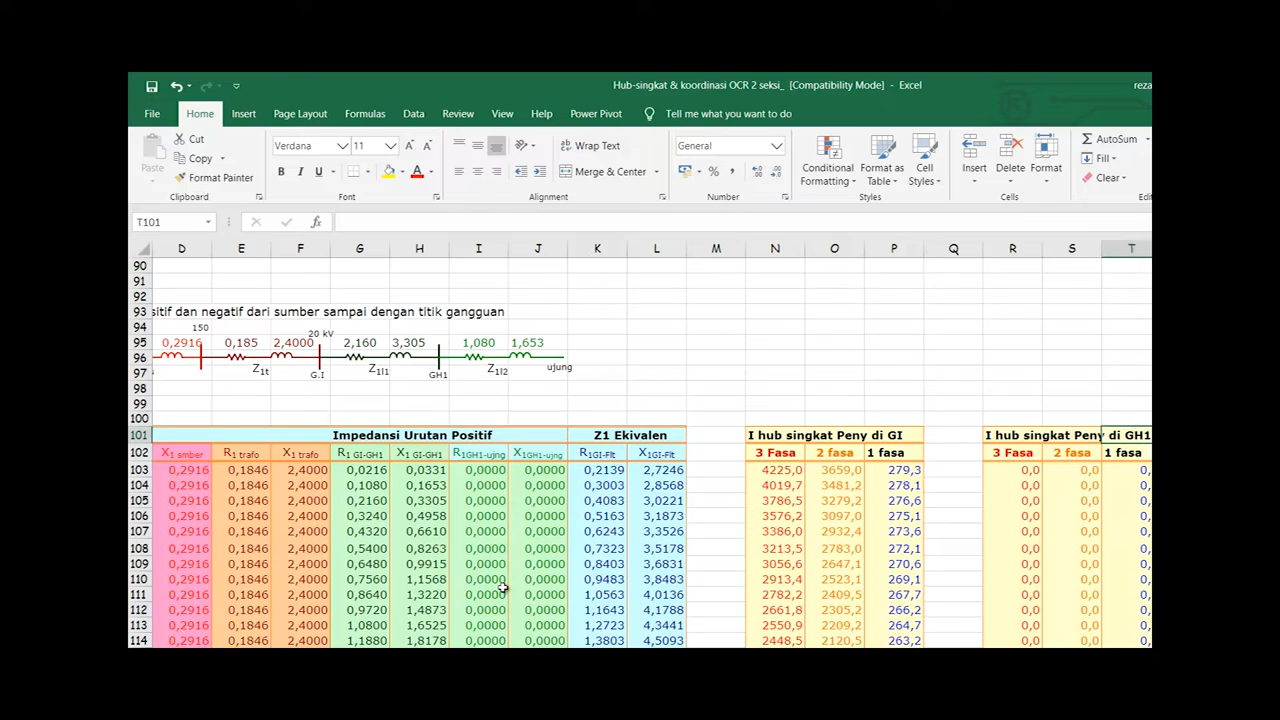 Hub-singkat & koordinasi OCR 2 seksi_ [Compatibility Mode] - Excel
reza
File Home Insert Page Layout Formulas Data Review View Help Power Pivot Tell me what you want to do
Cut
Copy
Format Painter
Paste
Clipboard
Verdana 11
B I U
Font
Wrap Text
Merge & Center
Alignment
General
Number
Conditional Formatting
Format as Table
Cell Styles
Styles
Insert Delete Format
Cells
AutoSum
Fill
Clear
Edit
T101 fx
D E F G H I J K L M N O P Q R S T
90
91
92
93 sitif dan negatif dari sumber sampai dengan titik gangguan
94 150 20 kV
95 0,2916 0,185 2,4000 2,160 3,305 1,080 1,653
96
97 Z1t G.I Z1l1 GH1 Z1l2 ujung
98
99
100
101 Impedansi Urutan Positif Z1 Ekivalen I hub singkat Peny di GI I hub singkat Peny di GH1
102 X1 smber R1 trafo X1 trafo R1 GI-GH1 X1 GI-GH1 R1GH1-ujng X1GH1-ujng R1GI-Flt X1GI-Flt 3 Fasa 2 fasa 1 fasa 3 Fasa 2 fasa 1 fasa
103 0,2916 0,1846 2,4000 0,0216 0,0331 0,0000 0,0000 0,2139 2,7246 4225,0 3659,0 279,3 0,0 0,0 0,
104 0,2916 0,1846 2,4000 0,1080 0,1653 0,0000 0,0000 0,3003 2,8568 4019,7 3481,2 278,1 0,0 0,0 0,
105 0,2916 0,1846 2,4000 0,2160 0,3305 0,0000 0,0000 0,4083 3,0221 3786,5 3279,2 276,6 0,0 0,0 0,
106 0,2916 0,1846 2,4000 0,3240 0,4958 0,0000 0,0000 0,5163 3,1873 3576,2 3097,0 275,1 0,0 0,0 0,
107 0,2916 0,1846 2,4000 0,4320 0,6610 0,0000 0,0000 0,6243 3,3526 3386,0 2932,4 273,6 0,0 0,0 0,
108 0,2916 0,1846 2,4000 0,5400 0,8263 0,0000 0,0000 0,7323 3,5178 3213,5 2783,0 272,1 0,0 0,0 0,
109 0,2916 0,1846 2,4000 0,6480 0,9915 0,0000 0,0000 0,8403 3,6831 3056,6 2647,1 270,6 0,0 0,0 0,
110 0,2916 0,1846 2,4000 0,7560 1,1568 0,0000 0,0000 0,9483 3,8483 2913,4 2523,1 269,1 0,0 0,0 0,
111 0,2916 0,1846 2,4000 0,8640 1,3220 0,0000 0,0000 1,0563 4,0136 2782,2 2409,5 267,7 0,0 0,0 0,
112 0,2916 0,1846 2,4000 0,9720 1,4873 0,0000 0,0000 1,1643 4,1788 2661,8 2305,2 266,2 0,0 0,0 0,
113 0,2916 0,1846 2,4000 1,0800 1,6525 0,0000 0,0000 1,2723 4,3441 2550,9 2209,2 264,7 0,0 0,0 0,
114 0,2916 0,1846 2,4000 1,1880 1,8178 0,0000 0,0000 1,3803 4,5093 2448,5 2120,5 263,2 0,0 0,0 0,